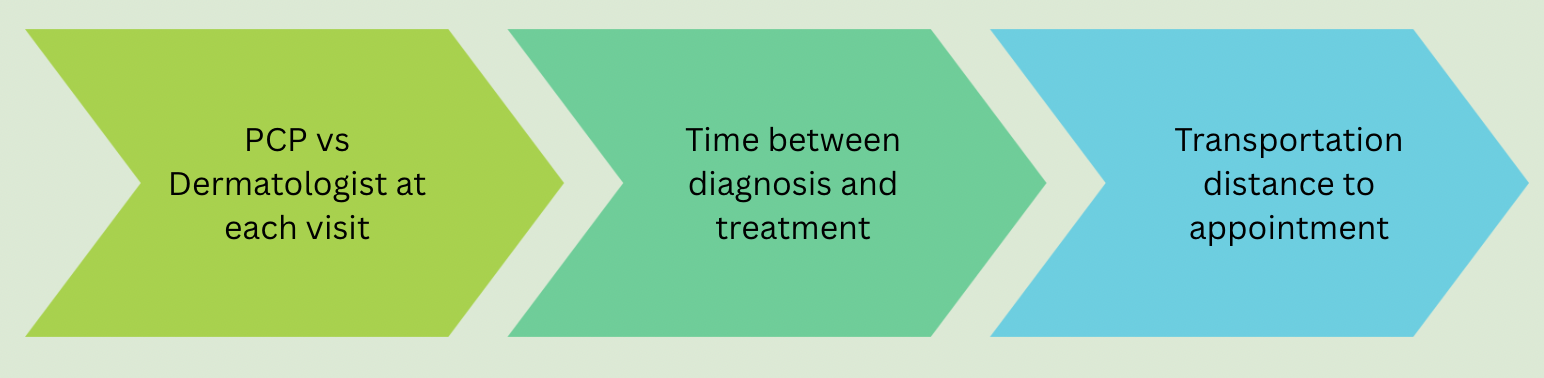 PCP vs
Dermatologist at
each visit
Time between
diagnosis and
treatment
Transportation
distance to
appointment